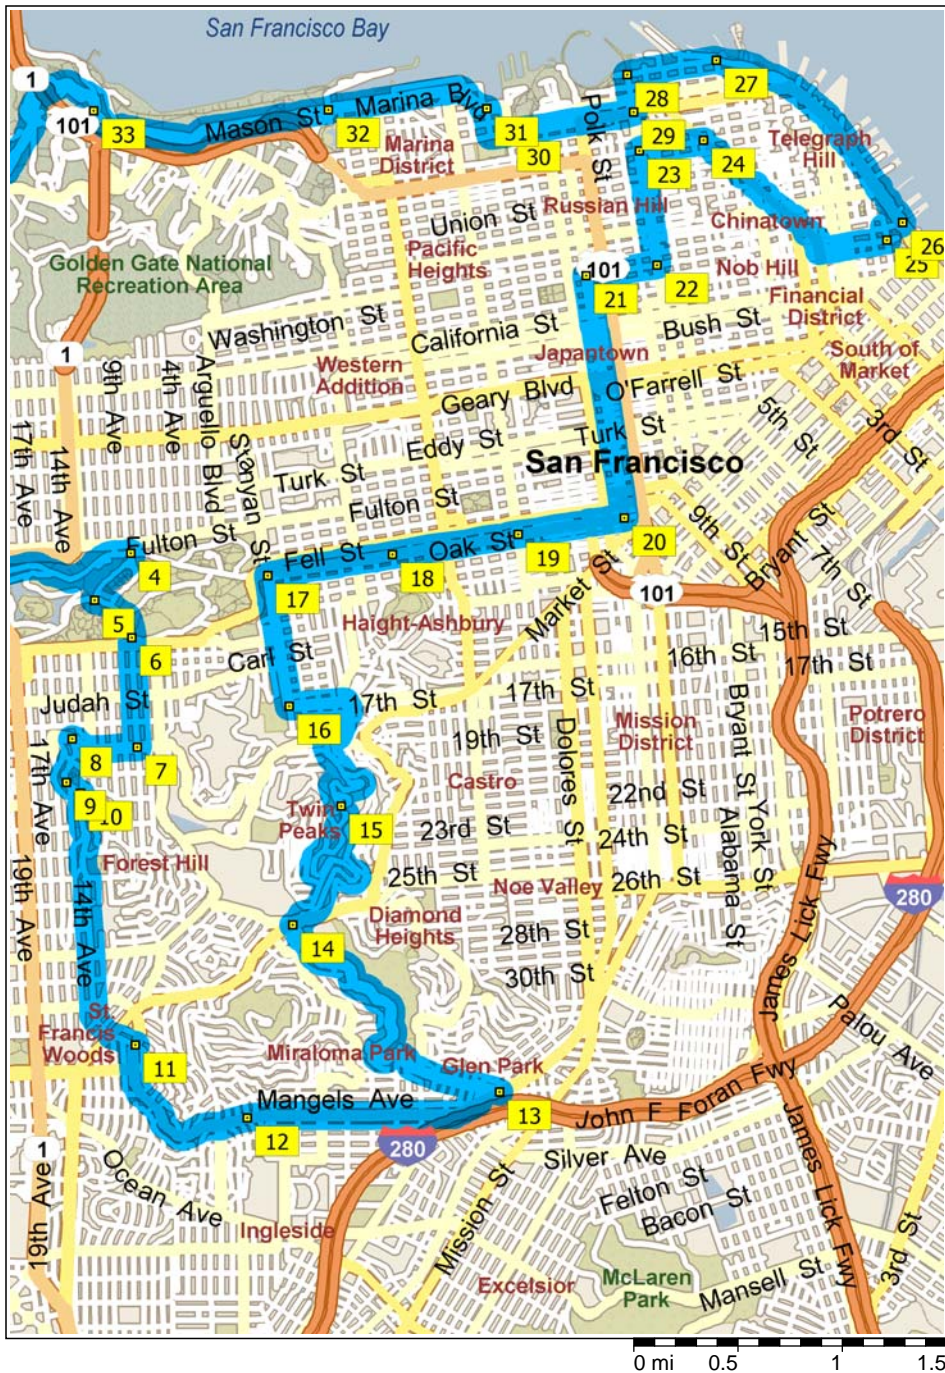 San Francisco Bay
1
101
33
Mason St
32
Marina Blvd
31
30
Marina
District
Polk St
28
27
29
23
24
Telegraph
Hill
Union St
Russian Hill
Chinatown
Pacific
Heights
26
25
Golden Gate National
Recreation Area
101
21
22
Nob Hill
Financial
District
Washington St
California St
Bush St
1
Western
Addition
Japantown
South of
Market
9th Ave
4th Ave
Arguello Blvd
Geary Blvd
O'Farrell St
17th Ave
14th Ave
Stanyan St
Turk St
Eddy St
Turk St
5th St
3rd St
San Francisco
Fulton St
Fulton St
4
Fell St
Oak St
17
18
19
20
9th St
Bryant St
7th St
101
5
6
Haight-Ashbury
Market St
Carl St
15th St
16th St
17th St
Judah St
17th St
17th St
16
Dolores St
19th St
Mission
District
Bryant St
Potrero
District
7
8
9
10
17th Ave
Twin
Peaks
15
Castro
22nd St
York St
Alabama St
23rd St
24th St
Forest Hill
25th St
Noe Valley
26th St
280
19th Ave
14th Ave
Diamond
Heights
14
28th St
30th St
James Lick Fwy
Palou Ave
St.
Francis
Woods
11
Miraloma Park
Glen Park
Mangels Ave
12
13
John F Foran Fwy
280
1
19th Ave
Ocean Ave
Silver Ave
Mission St
Felton St
Bacon St
James Lick Fwy
Ingleside
Excelsior
McLaren
Park
Mansell St
3rd St
0 mi 0.5 1 1.5